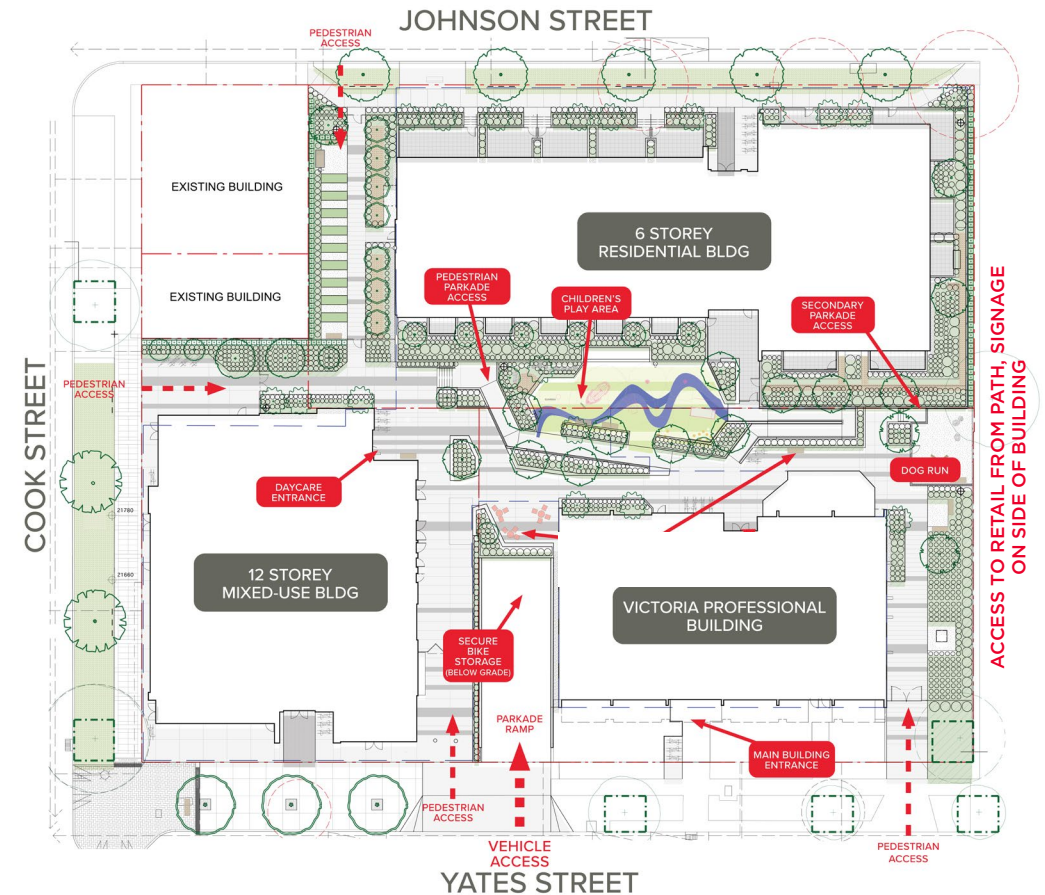 JOHNSON STREET
PEDESTRIAN
ACCESS
EXISTING BUILDING
6 STOREY
RESIDENTIAL BLDG
PEDESTRIAN
PARKADE
ACCESS
CHILDREN'S
PLAY AREA
SECONDARY
PARKADE
ACCESS
EXISTING BUILDING
ACCESS TO RETAIL FROM PATH, SIGNAGE
ON SIDE OF BUILDING
COOK STREET
PEDESTRIAN
ACCESS
DAYCARE
ENTRANCE
DOG RUN
21780
21660
12 STOREY
MIXED-USE BLDG
VICTORIA PROFESSIONAL
BUILDING
SECURE
BIKE
STORAGE
(BELOW GRADE)
PARKADE
RAMP
MAIN BUILDING
ENTRANCE
PEDESTRIAN
ACCESS
VEHICLE
ACCESS
PEDESTRIAN
ACCESS
YATES STREET